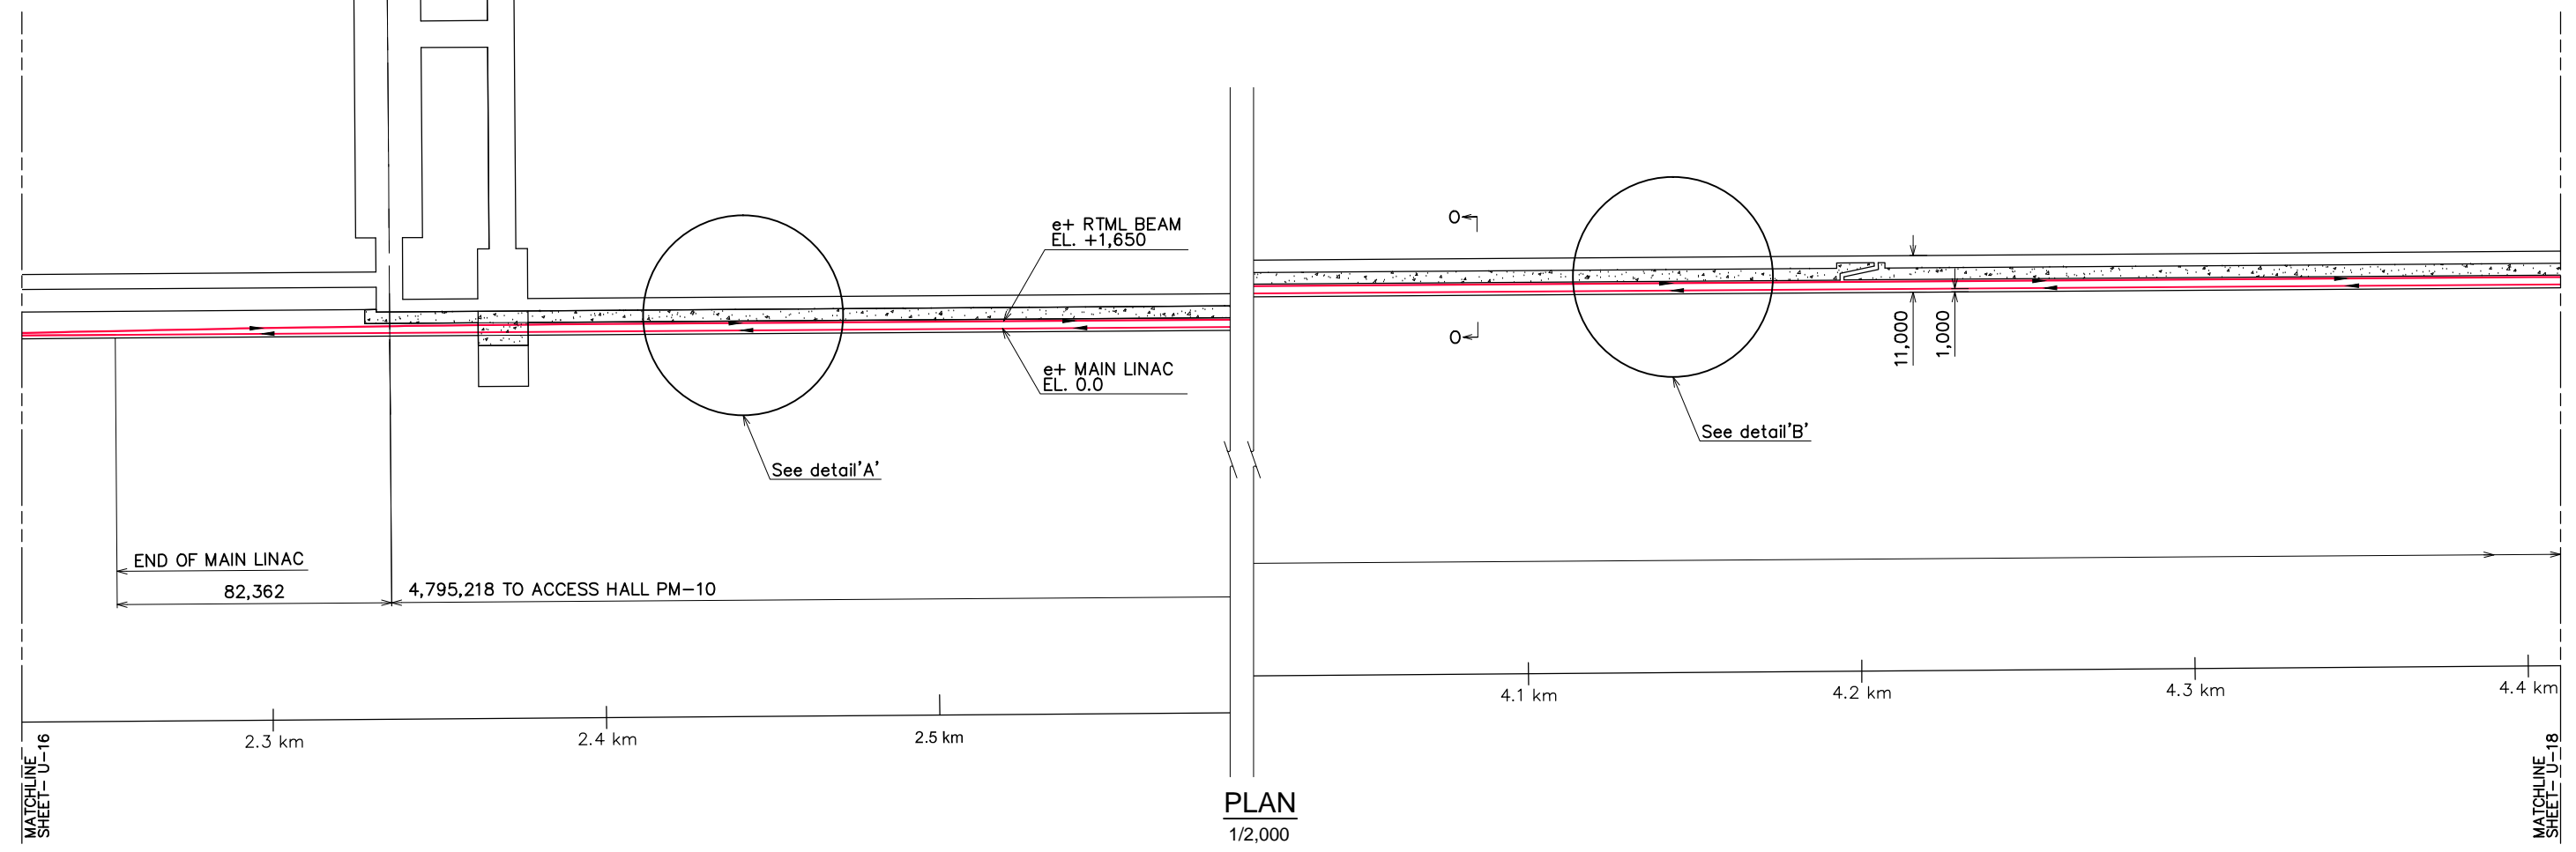 e+ RTML BEAM
EL. +1,650
e+ MAIN LINAC
EL. 0.0
See detail'A'
O
O
See detail'B'
11,000
1,000
END OF MAIN LINAC
82,362
4,795,218 TO ACCESS HALL PM-10
2.3 km
2.4 km
2.5 km
4.1 km
4.2 km
4.3 km
4.4 km
MATCHLINE
SHEET- U-16
MATCHLINE
SHEET- U-18
PLAN
1/2,000